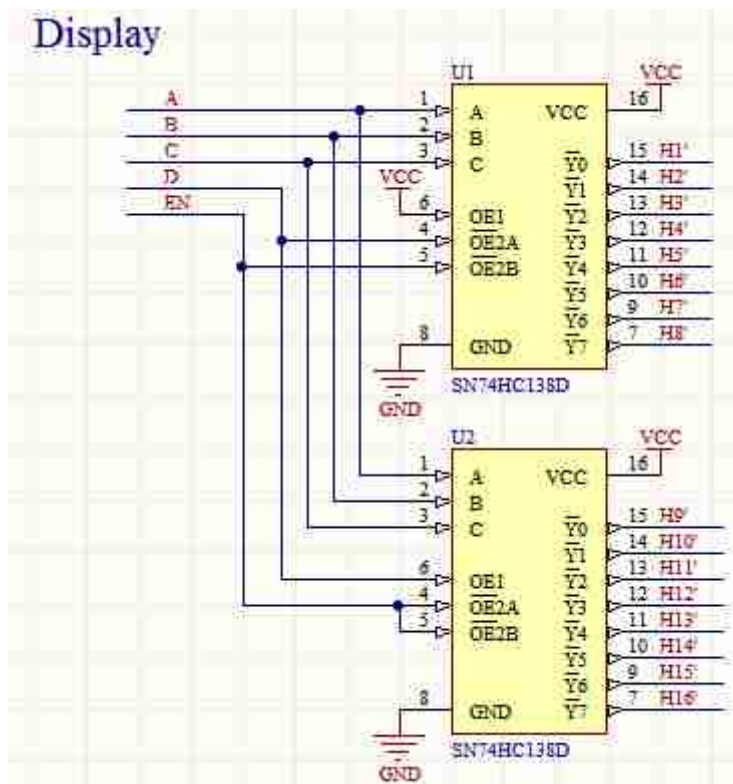 Display
A
B
C
D
EN
U1
VCC
1 A VCC 16
2 B
3 C Y0 15 H1'
VCC
Y1 14 H2'
6 OE1 Y2 13 H3'
4 OE2A Y3 12 H4'
5 OE2B Y4 11 H5'
Y5 10 H6'
Y6 9 H7'
8 GND Y7 7 H8'
GND
SN74HC138D
U2
VCC
1 A VCC 16
2 B
3 C Y0 15 H9'
Y1 14 H10'
6 OE1 Y2 13 H11'
4 OE2A Y3 12 H12'
5 OE2B Y4 11 H13'
Y5 10 H14'
Y6 9 H15'
8 GND Y7 7 H16'
GND
SN74HC138D